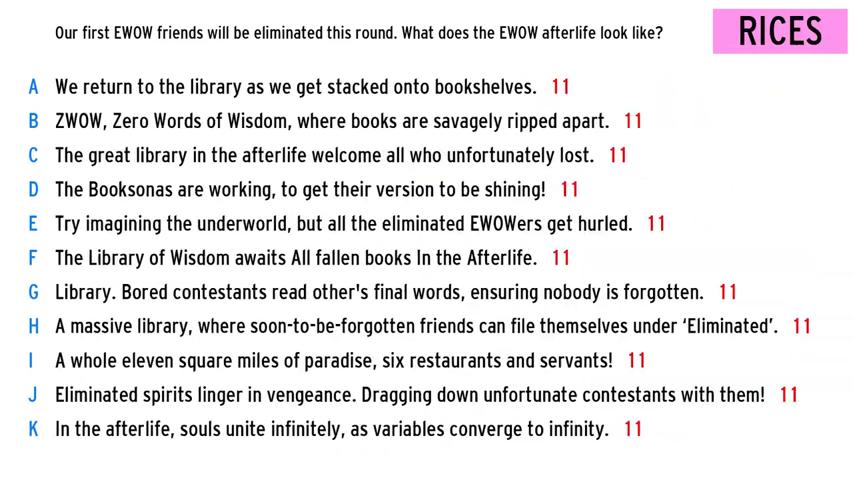 Our first EWOW friends will be eliminated this round. What does the EWOW afterlife look like?
RICES
A We return to the library as we get stacked onto bookshelves. 11
B ZWOW, Zero Words of Wisdom, where books are savagely ripped apart. 11
C The great library in the afterlife welcome all who unfortunately lost. 11
D The Booksonas are working, to get their version to be shining! 11
E Try imagining the underworld, but all the eliminated EWOWers get hurled. 11
F The Library of Wisdom awaits All fallen books In the Afterlife. 11
G Library. Bored contestants read other's final words, ensuring nobody is forgotten. 11
H A massive library, where soon-to-be-forgotten friends can file themselves under ‘Eliminated’. 11
I A whole eleven square miles of paradise, six restaurants and servants! 11
J Eliminated spirits linger in vengeance. Dragging down unfortunate contestants with them! 11
K In the afterlife, souls unite infinitely, as variables converge to infinity. 11